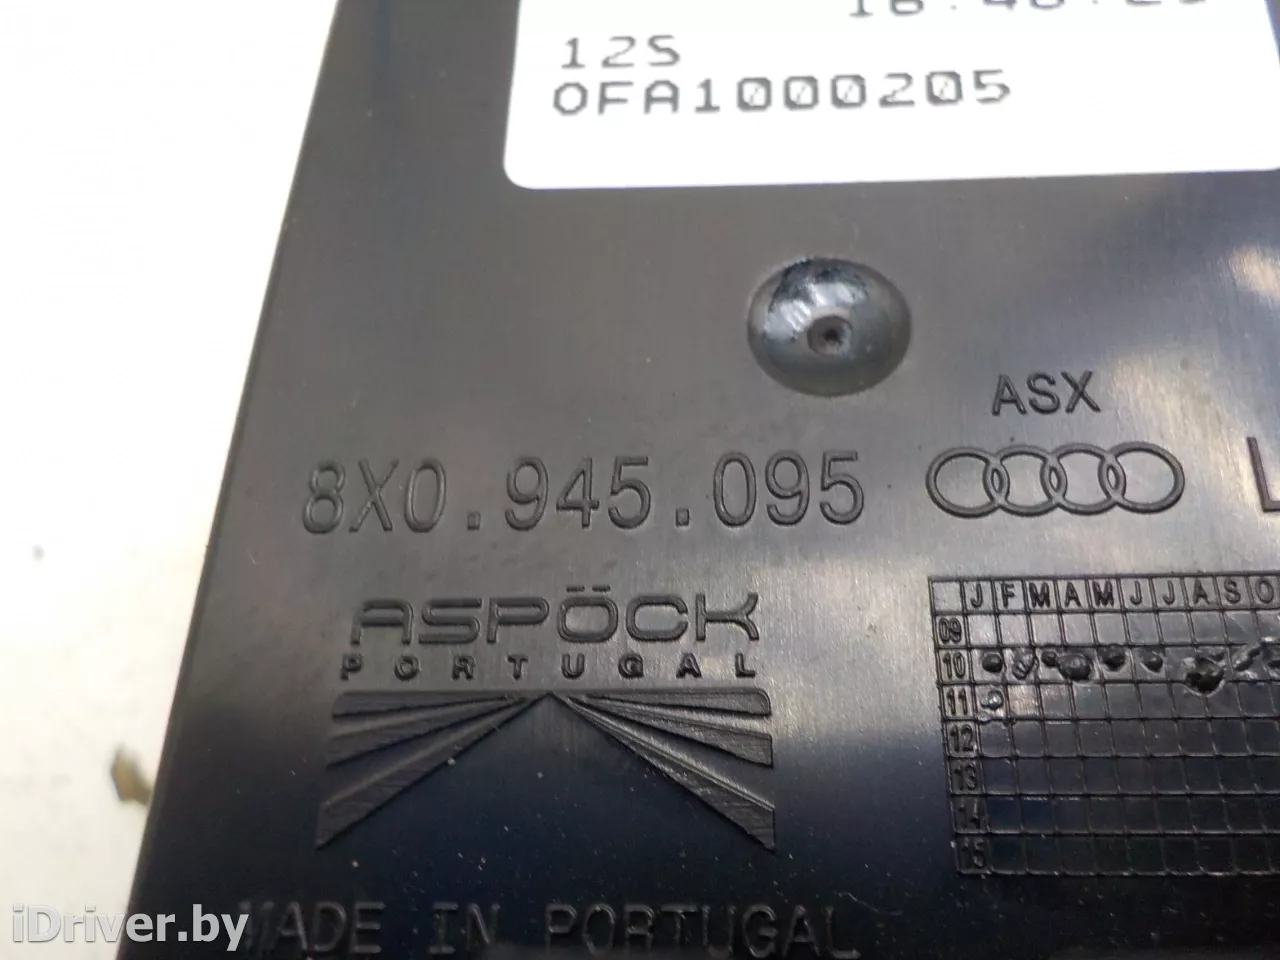 12S
0FA1000205
ASX
8X0.945.095
L
ASPÖCK
PORTUGAL
J F M A M J J A S O
09
10
11
12
13
14
15
MADE IN PORTUGAL
iDriver.by